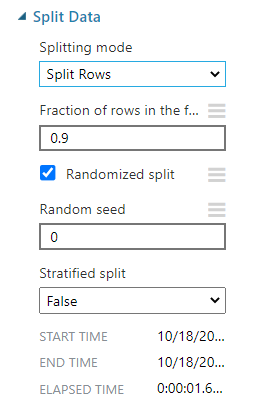 Split Data
Splitting mode
Split Rows
Fraction of rows in the f...
0.9
Randomized split
Random seed
0
Stratified split
False
START TIME 10/18/20...
END TIME 10/18/20...
ELAPSED TIME 0:00:01.6...